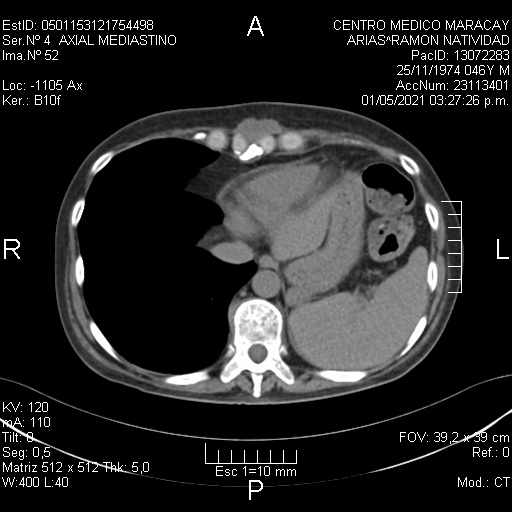 EstID: 0501153121754498
Ser.Nº 4 AXIAL MEDIASTINO
Ima.Nº 52
Loc: -1105 Ax
Ker.: B10f
A
CENTRO MEDICO MARACAY
ARIAS^RAMON NATIVIDAD
PacID: 13072283
25/11/1974 046Y M
AccNum: 23113401
01/05/2021 03:27:26 p.m.
R
L
KV: 120
mA: 110
Tilt: 0
Seg: 0,5
Matriz 512 x 512 Thk: 5,0
W:400 L:40
Esc 1=10 mm
P
FOV: 39,2 x 39 cm
Ref.: 0
Mod.: CT